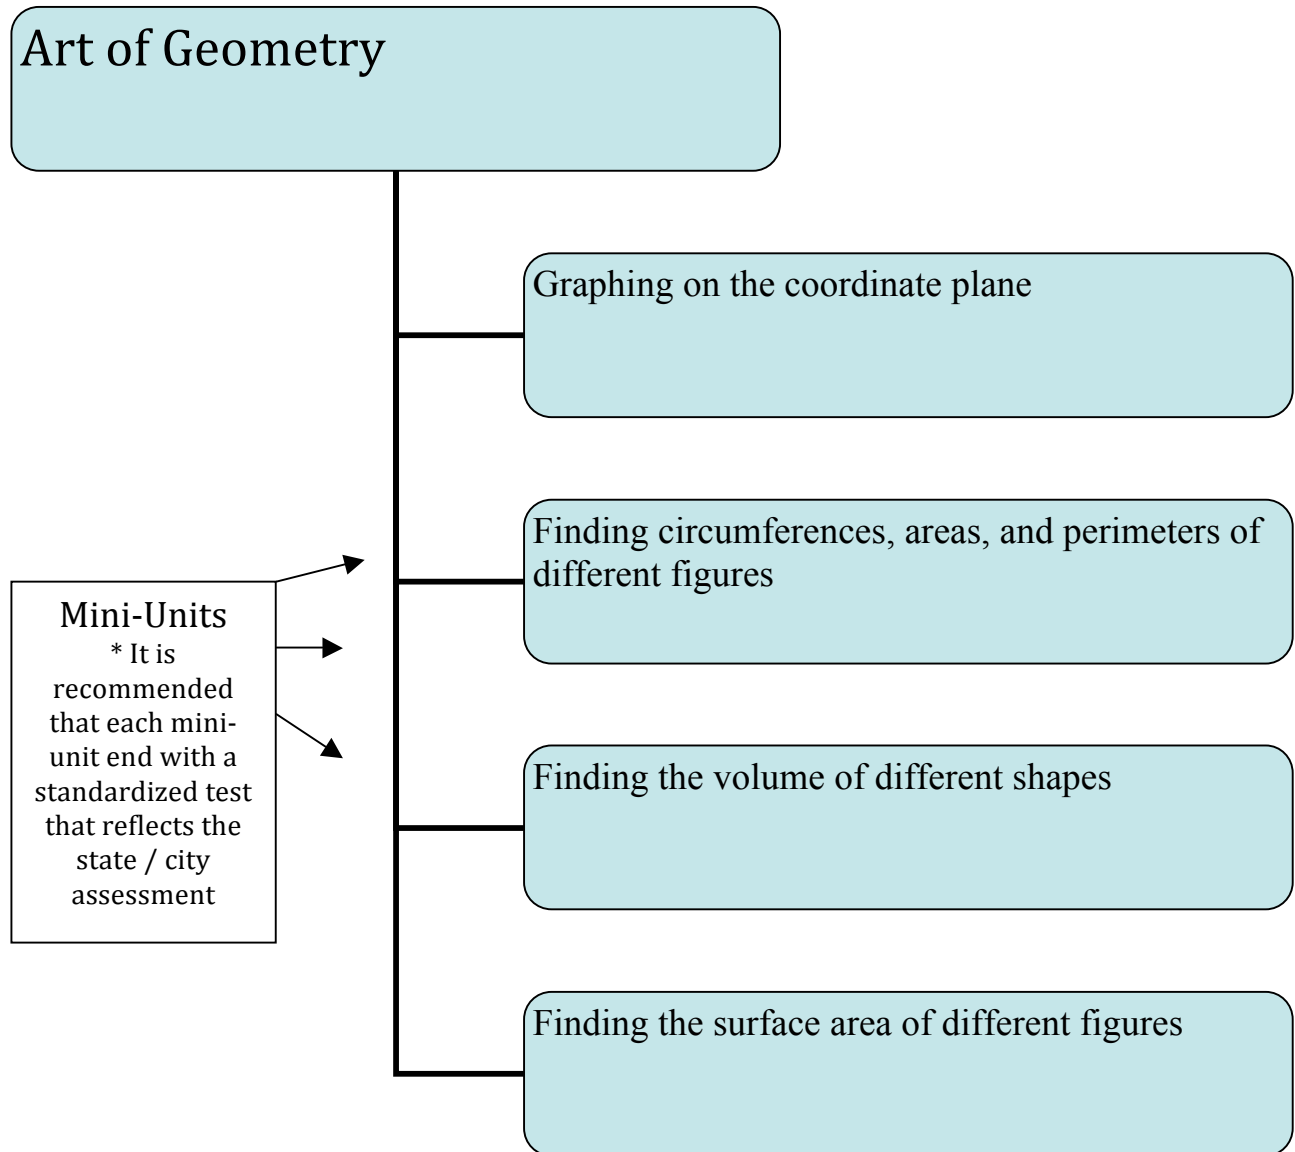 Art of Geometry
Graphing on the coordinate plane
Finding circumferences, areas, and perimeters of
different figures
Mini-Units
* It is
recommended
that each mini-
unit end with a
standardized test
that reflects the
state / city
assessment
Finding the volume of different shapes
Finding the surface area of different figures